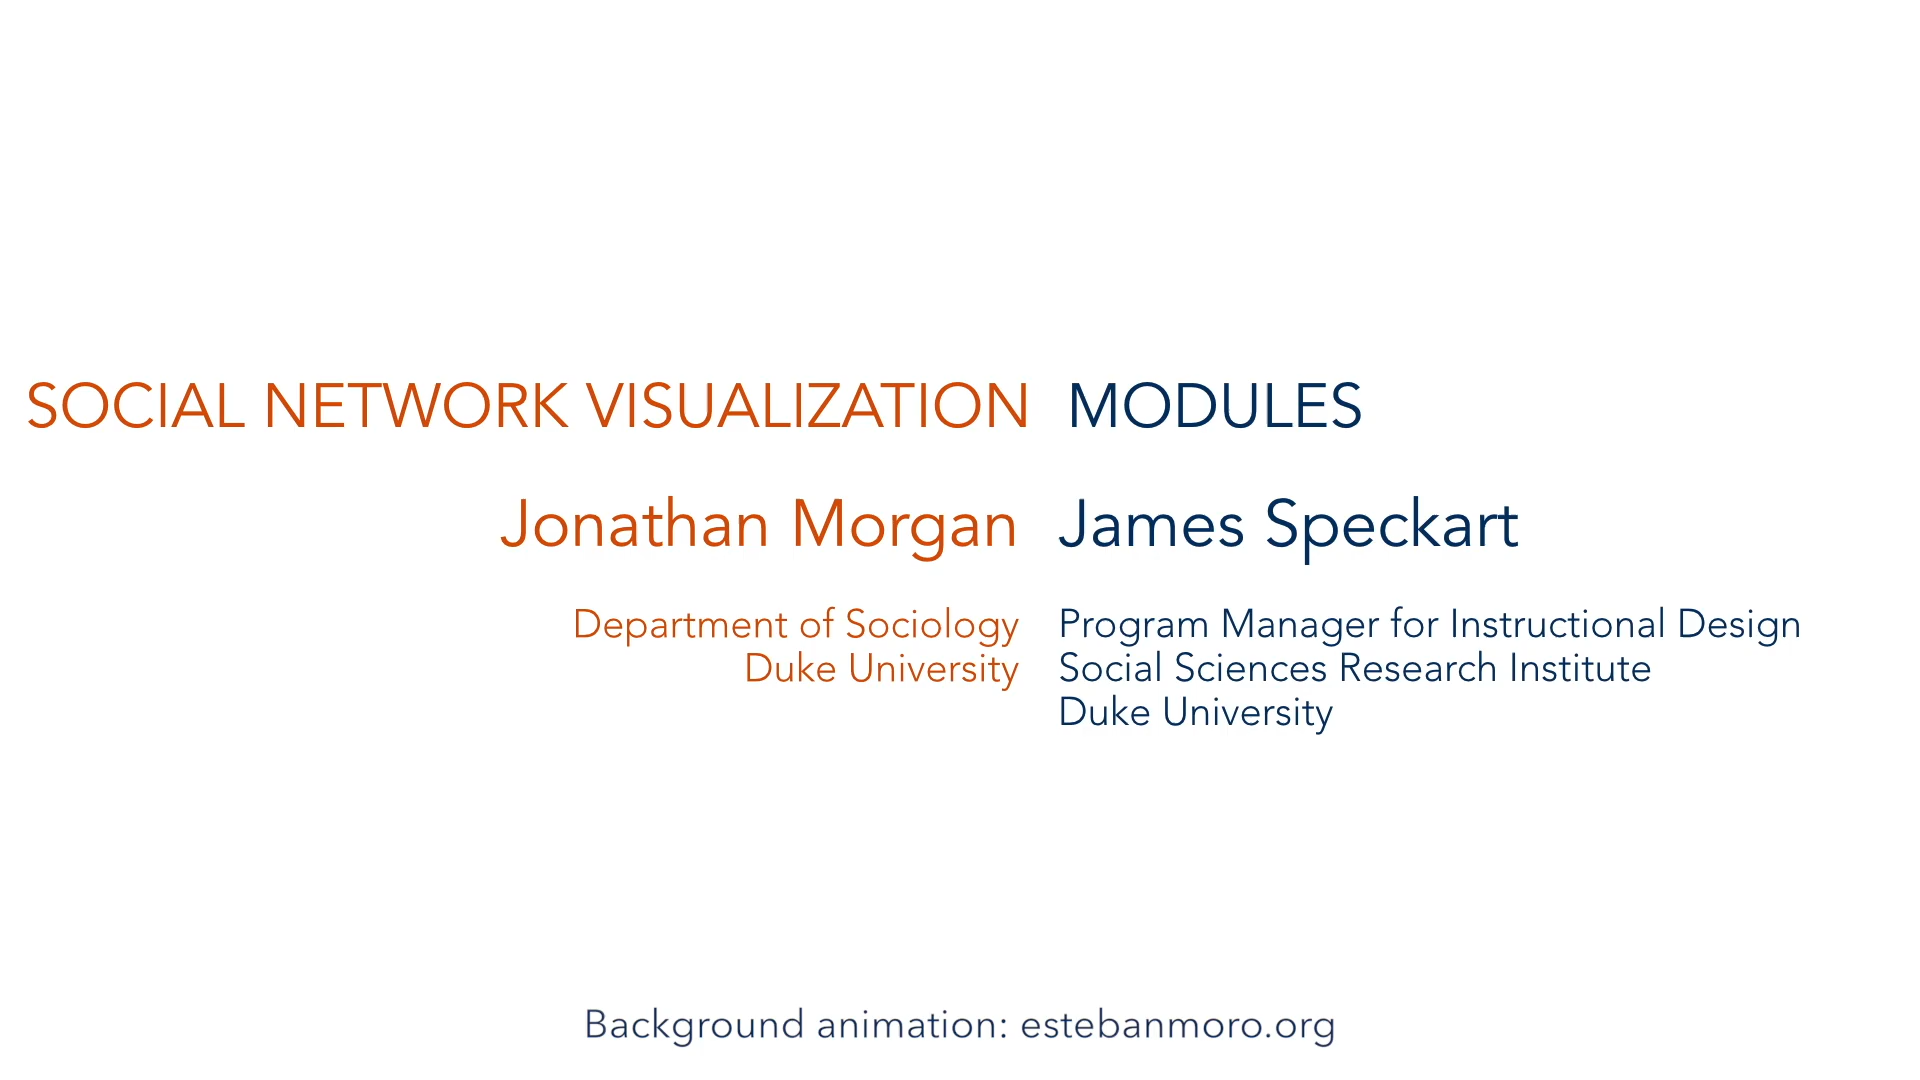 SOCIAL NETWORK VISUALIZATION MODULES
Jonathan Morgan
Department of Sociology
Duke University
James Speckart
Program Manager for Instructional Design
Social Sciences Research Institute
Duke University
Background animation: estebanmoro.org